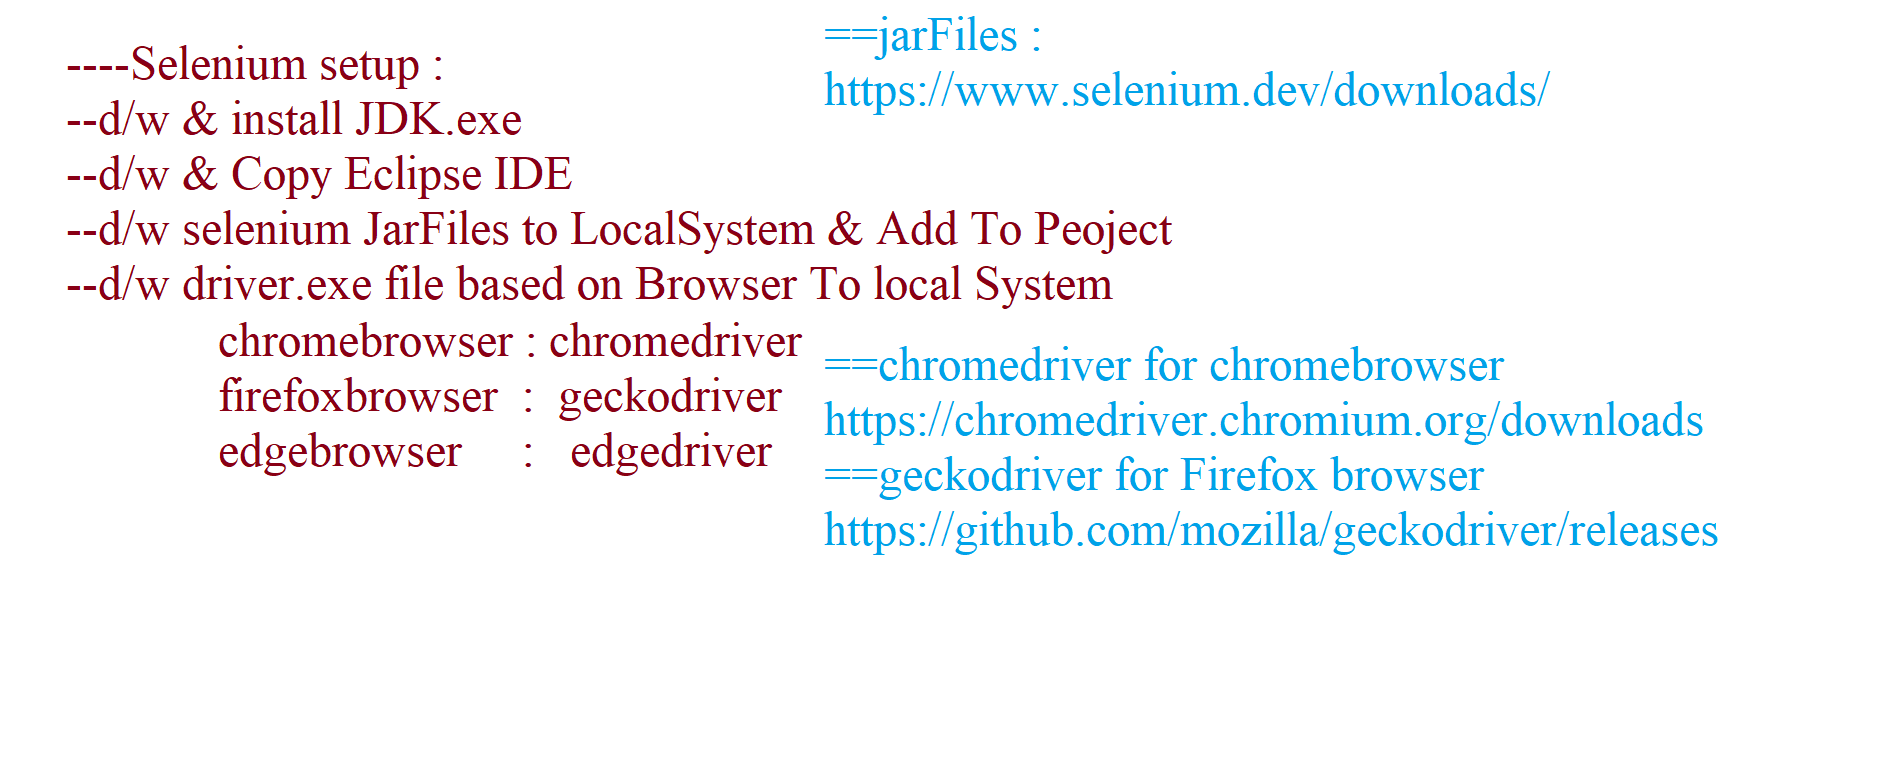 ----Selenium setup :
--d/w & install JDK.exe
--d/w & Copy Eclipse IDE
--d/w selenium JarFiles to LocalSystem & Add To Peoject
--d/w driver.exe file based on Browser To local System
chromebrowser : chromedriver
firefoxbrowser : geckodriver
edgebrowser : edgedriver
==jarFiles :
https://www.selenium.dev/downloads/
==chromedriver for chromebrowser
https://chromedriver.chromium.org/downloads
==geckodriver for Firefox browser
https://github.com/mozilla/geckodriver/releases